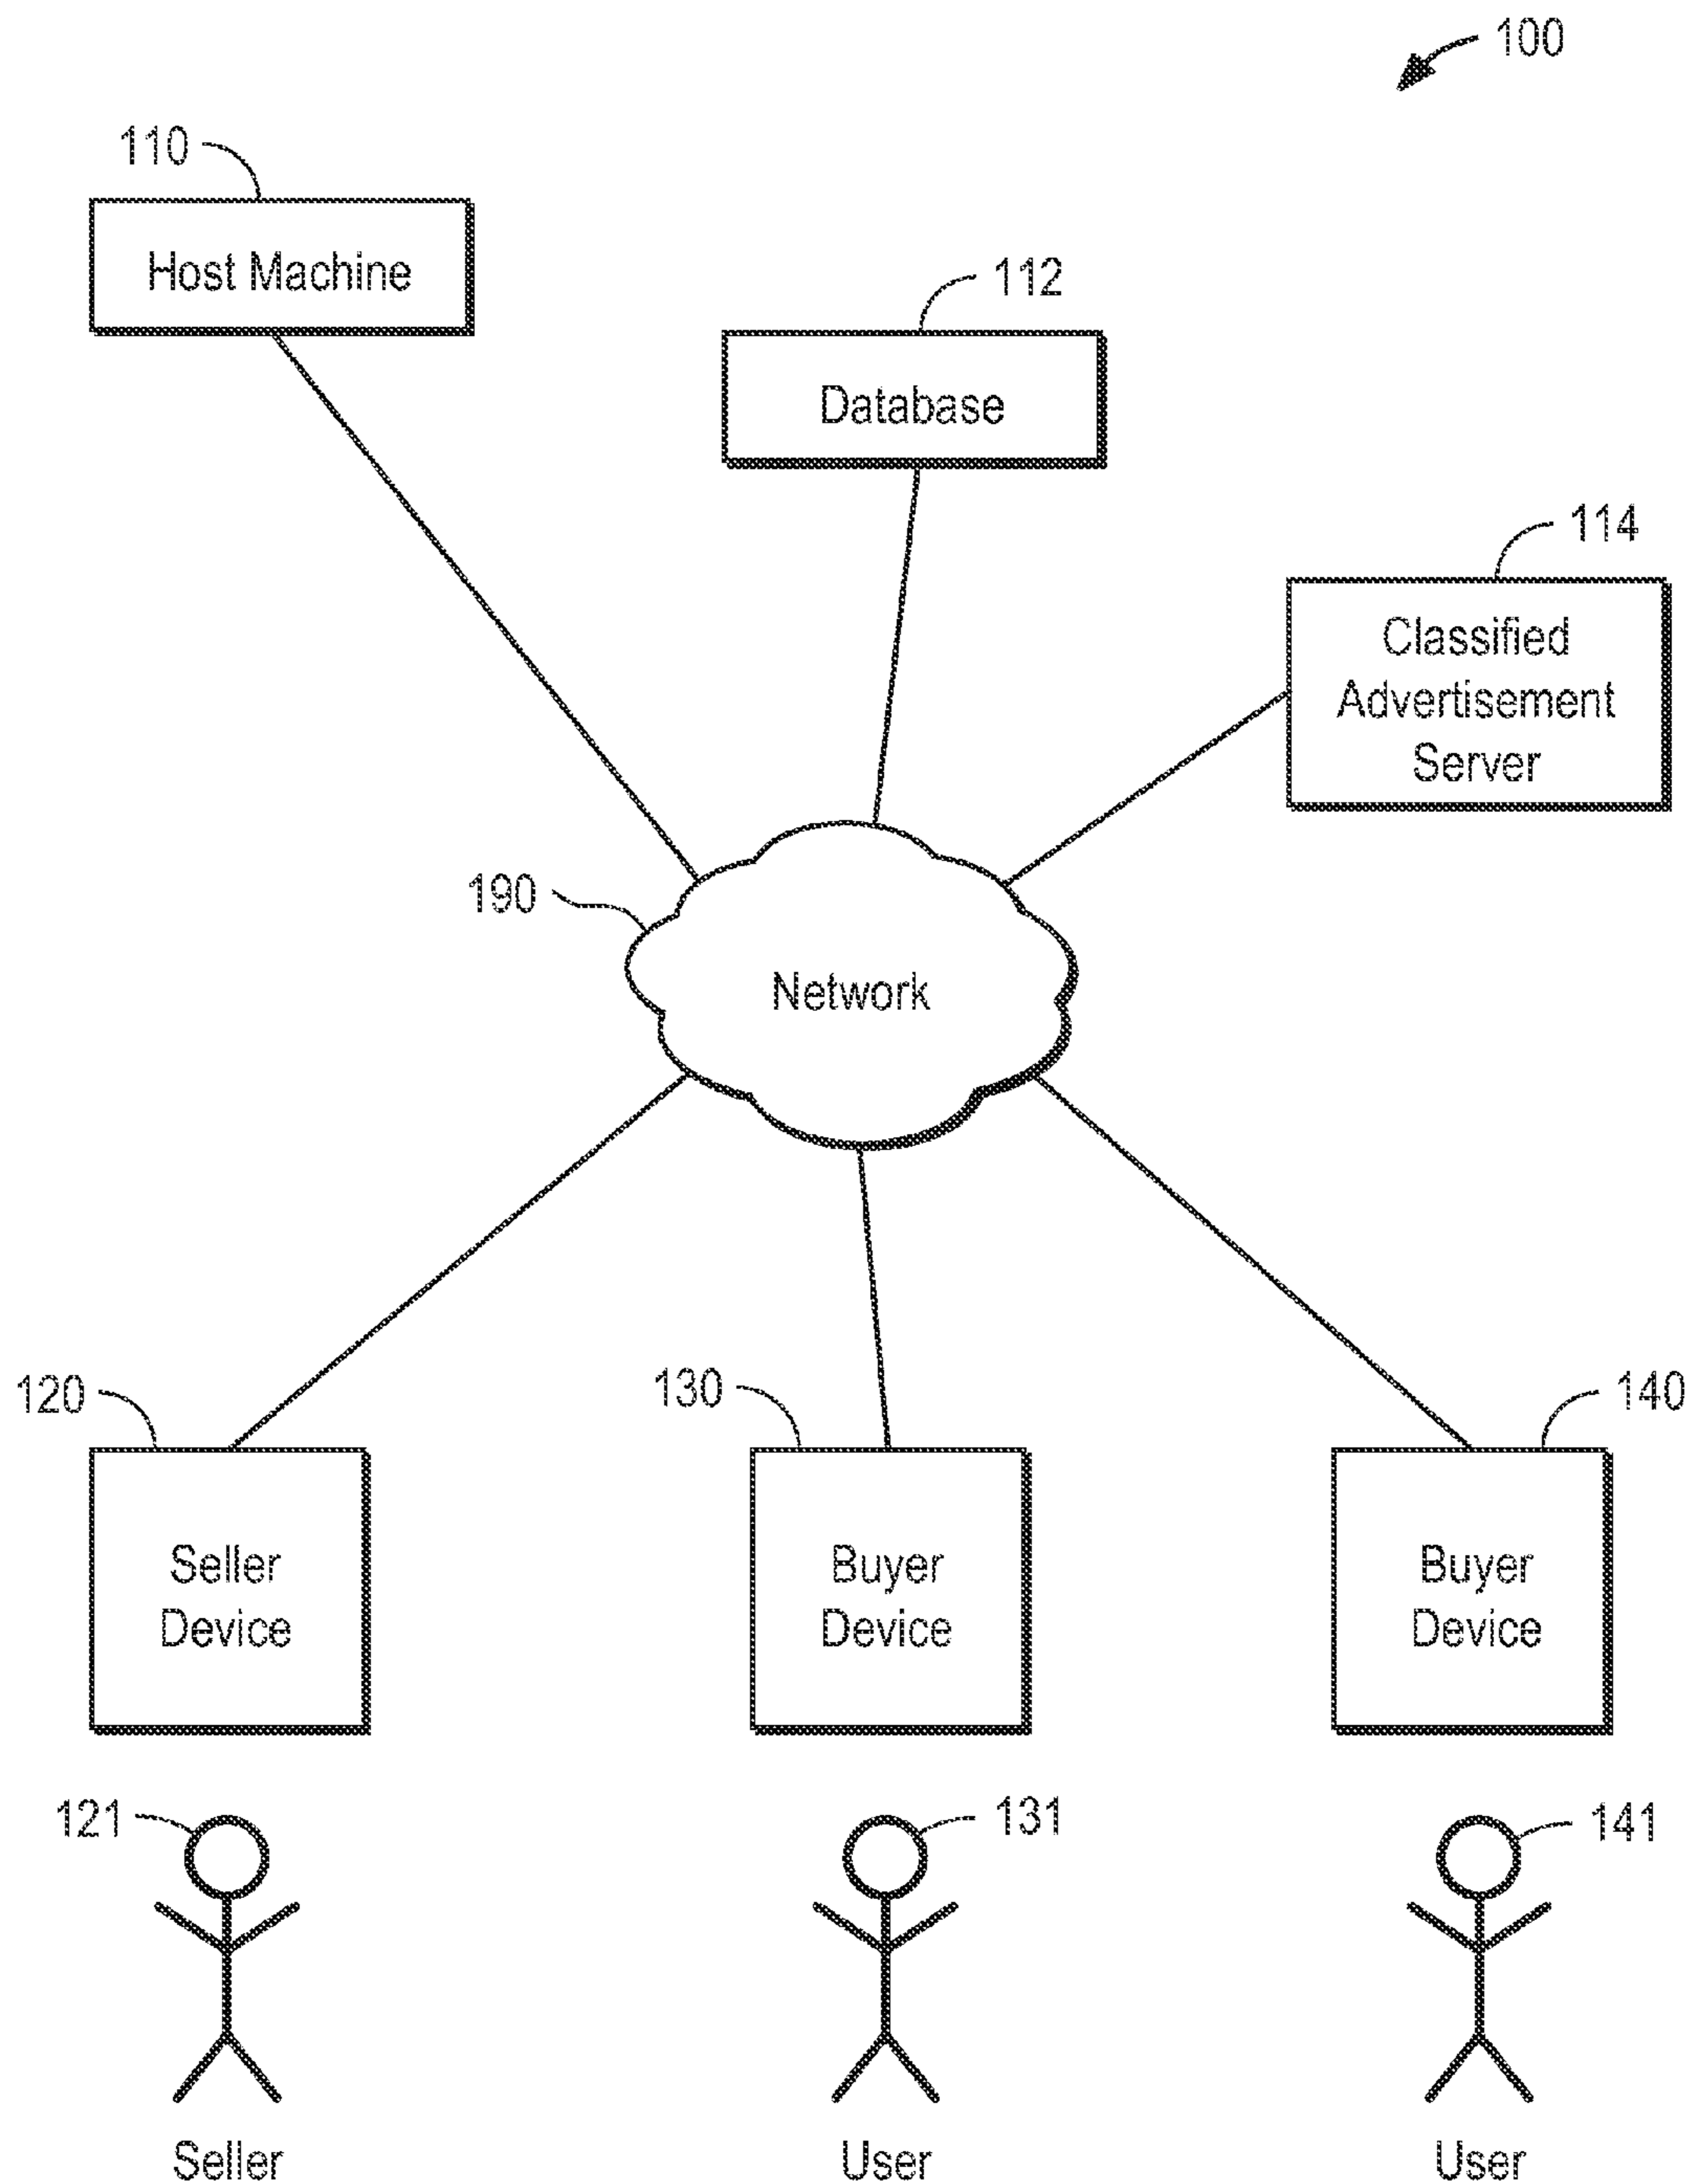 100
110
Host Machine
112
Database
114
Classified
Advertisement
Server
190
Network
120
130
140
Seller
Device
Buyer
Device
Buyer
Device
121
131
141
Seller
User
User